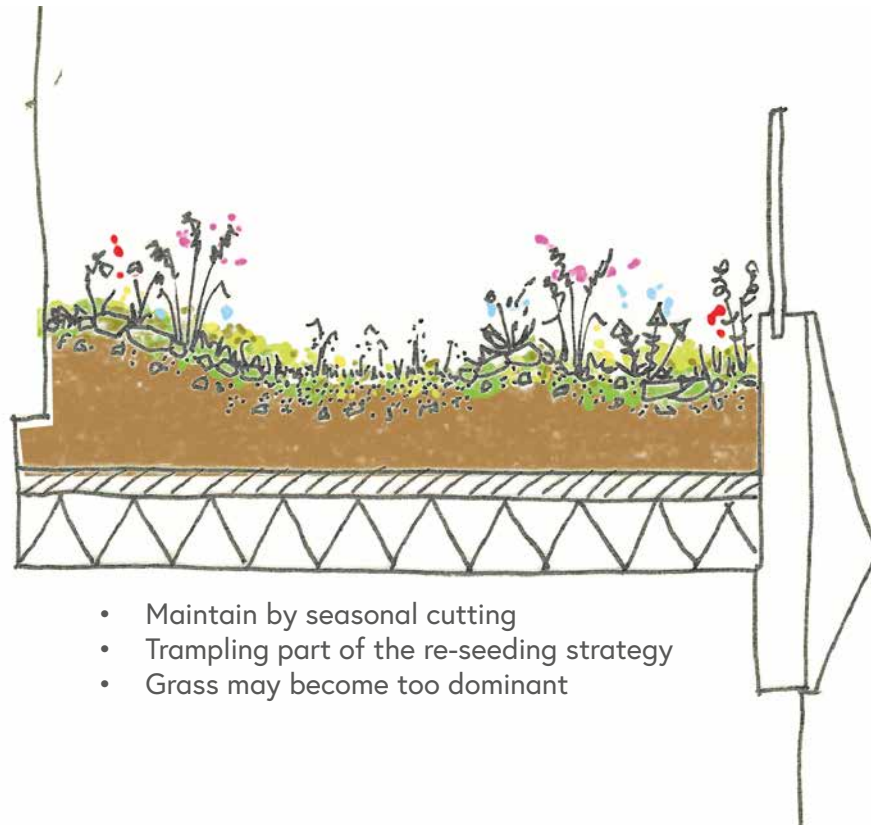 • Maintain by seasonal cutting
• Trampling part of the re-seeding strategy
• Grass may become too dominant